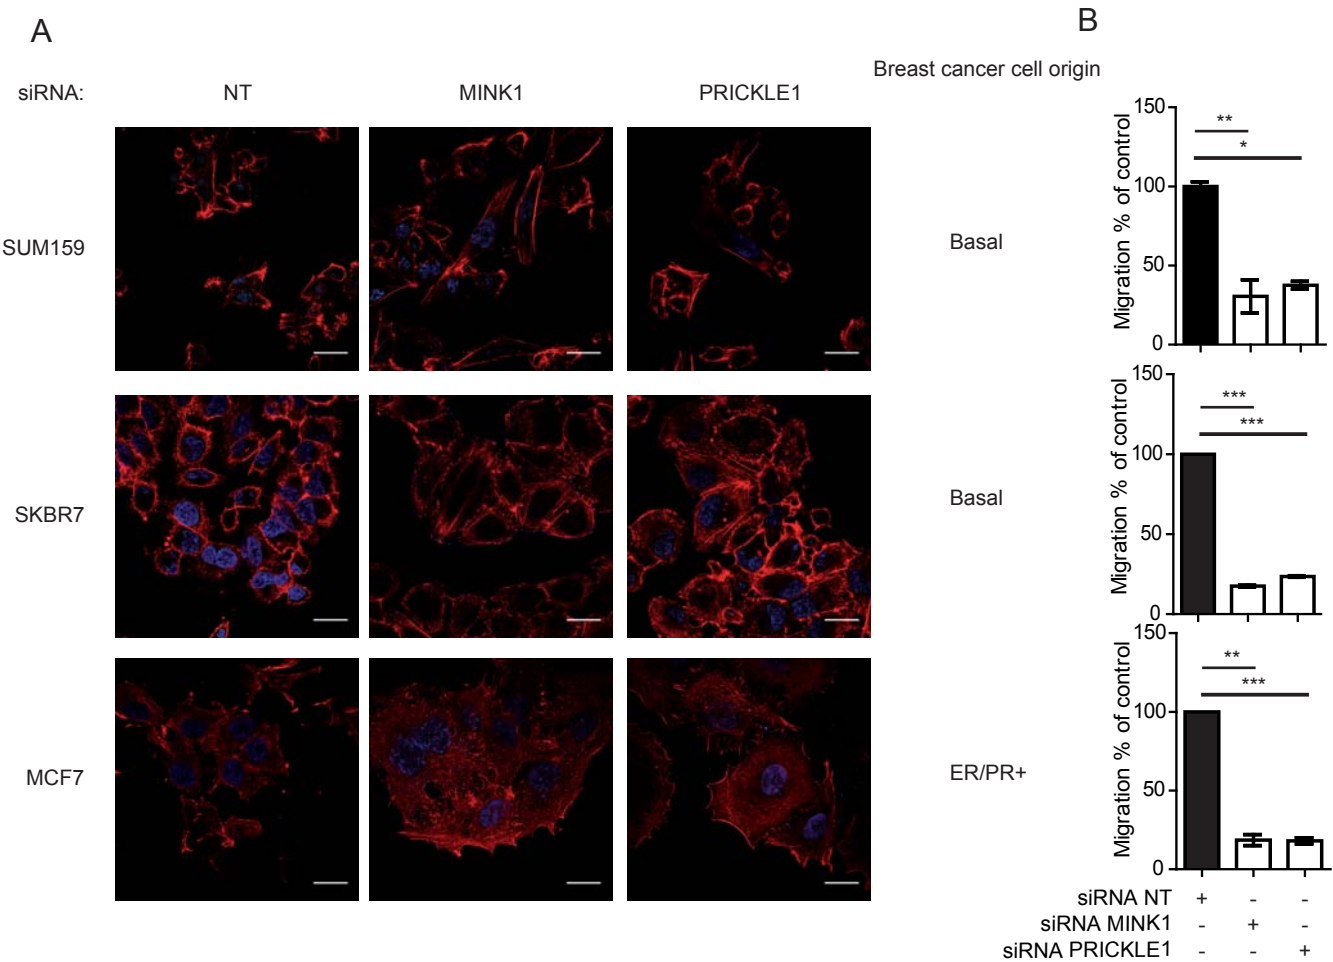 A
B
Breast cancer cell origin
siRNA: NT MINK1 PRICKLE1
SUM159
Basal
Migration % of control
150
100
50
0
**
*
SKBR7
Basal
Migration % of control
150
100
50
0
***
***
MCF7
ER/PR+
Migration % of control
150
100
50
0
**
***
siRNA NT + - -
siRNA MINK1 - + -
siRNA PRICKLE1 - - +